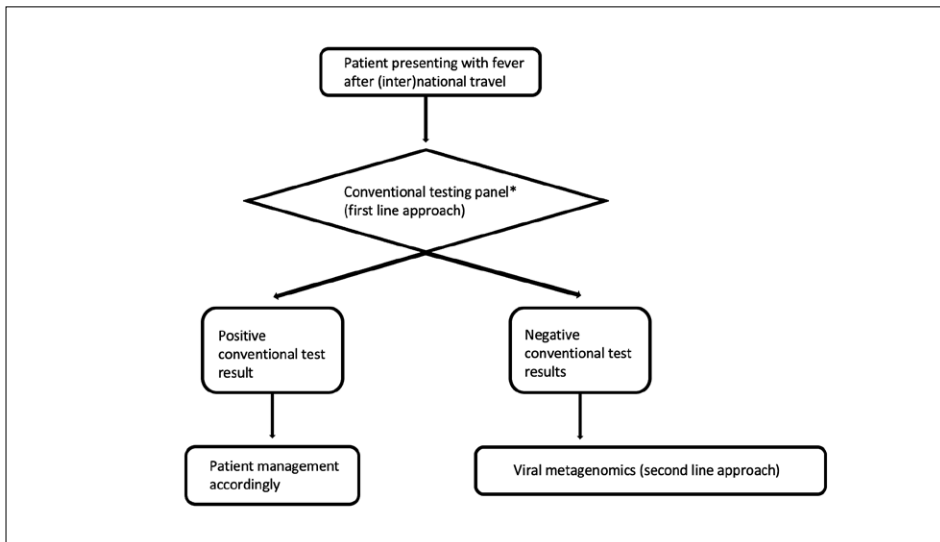 Patient presenting with fever
after (inter)national travel
Conventional testing panel*
(first line approach)
Positive
conventional test
result
Negative
conventional test
results
Patient management
accordingly
Viral metagenomics (second line approach)